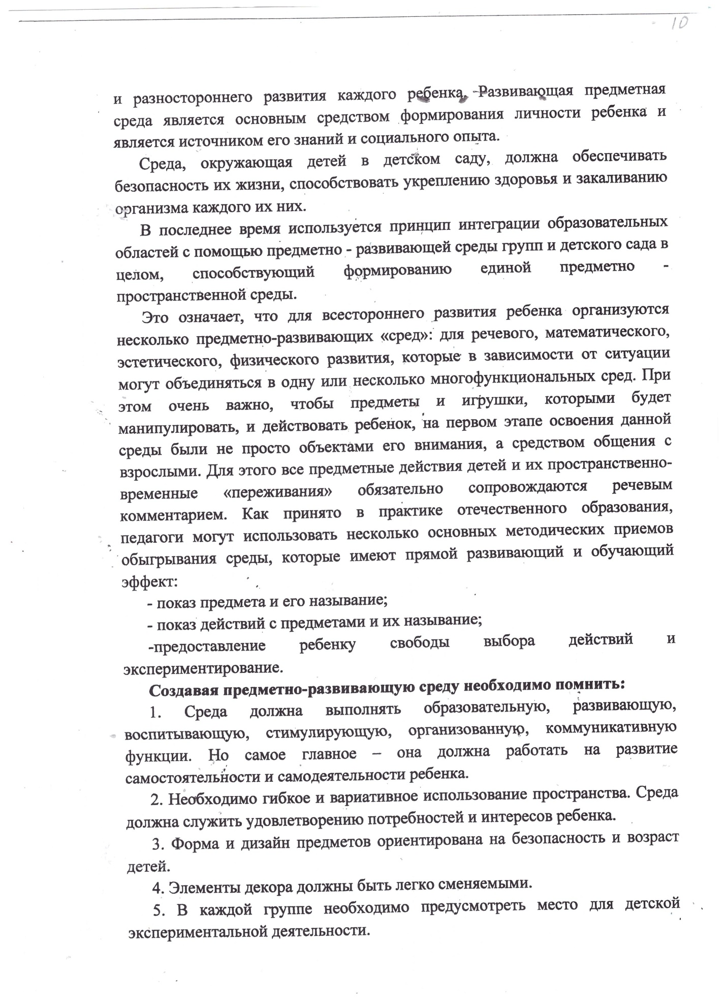 10
и разностороннего развития каждого ребенка. Развивающая предметная
среда является основным средством формирования личности ребенка и
является источником его знаний и социального опыта.
Среда, окружающая детей в детском саду, должна обеспечивать
безопасность их жизни, способствовать укреплению здоровья и закаливанию
организма каждого их них.
В последнее время используется принцип интеграции образовательных
областей с помощью предметно - развивающей среды групп и детского сада в
целом, способствующий формированию единой предметно -
пространственной среды.
Это означает, что для всестороннего развития ребенка организуются
несколько предметно-развивающих «сред»: для речевого, математического,
эстетического, физического развития, которые в зависимости от ситуации
могут объединяться в одну или несколько многофункциональных сред. При
этом очень важно, чтобы предметы и игрушки, которыми будет
манипулировать, и действовать ребенок, на первом этапе освоения данной
среды были не просто объектами его внимания, а средством общения с
взрослыми. Для этого все предметные действия детей и их пространственно-
временные «переживания» обязательно сопровождаются речевым
комментарием. Как принято в практике отечественного образования,
педагоги могут использовать несколько основных методических приемов
обыгрывания среды, которые имеют прямой развивающий и обучающий
эффект:
- показ предмета и его называние;
- показ действий с предметами и их называние;
-предоставление ребенку свободы выбора действий и
экспериментирование.
Создавая предметно-развивающую среду необходимо помнить:
1. Среда должна выполнять образовательную, развивающую,
воспитывающую, стимулирующую, организованную, коммуникативную
функции. Но самое главное – она должна работать на развитие
самостоятельности и самодеятельности ребенка.
2. Необходимо гибкое и вариативное использование пространства. Среда
должна служить удовлетворению потребностей и интересов ребенка.
3. Форма и дизайн предметов ориентирована на безопасность и возраст
детей.
4. Элементы декора должны быть легко сменяемыми.
5. В каждой группе необходимо предусмотреть место для детской
экспериментальной деятельности.